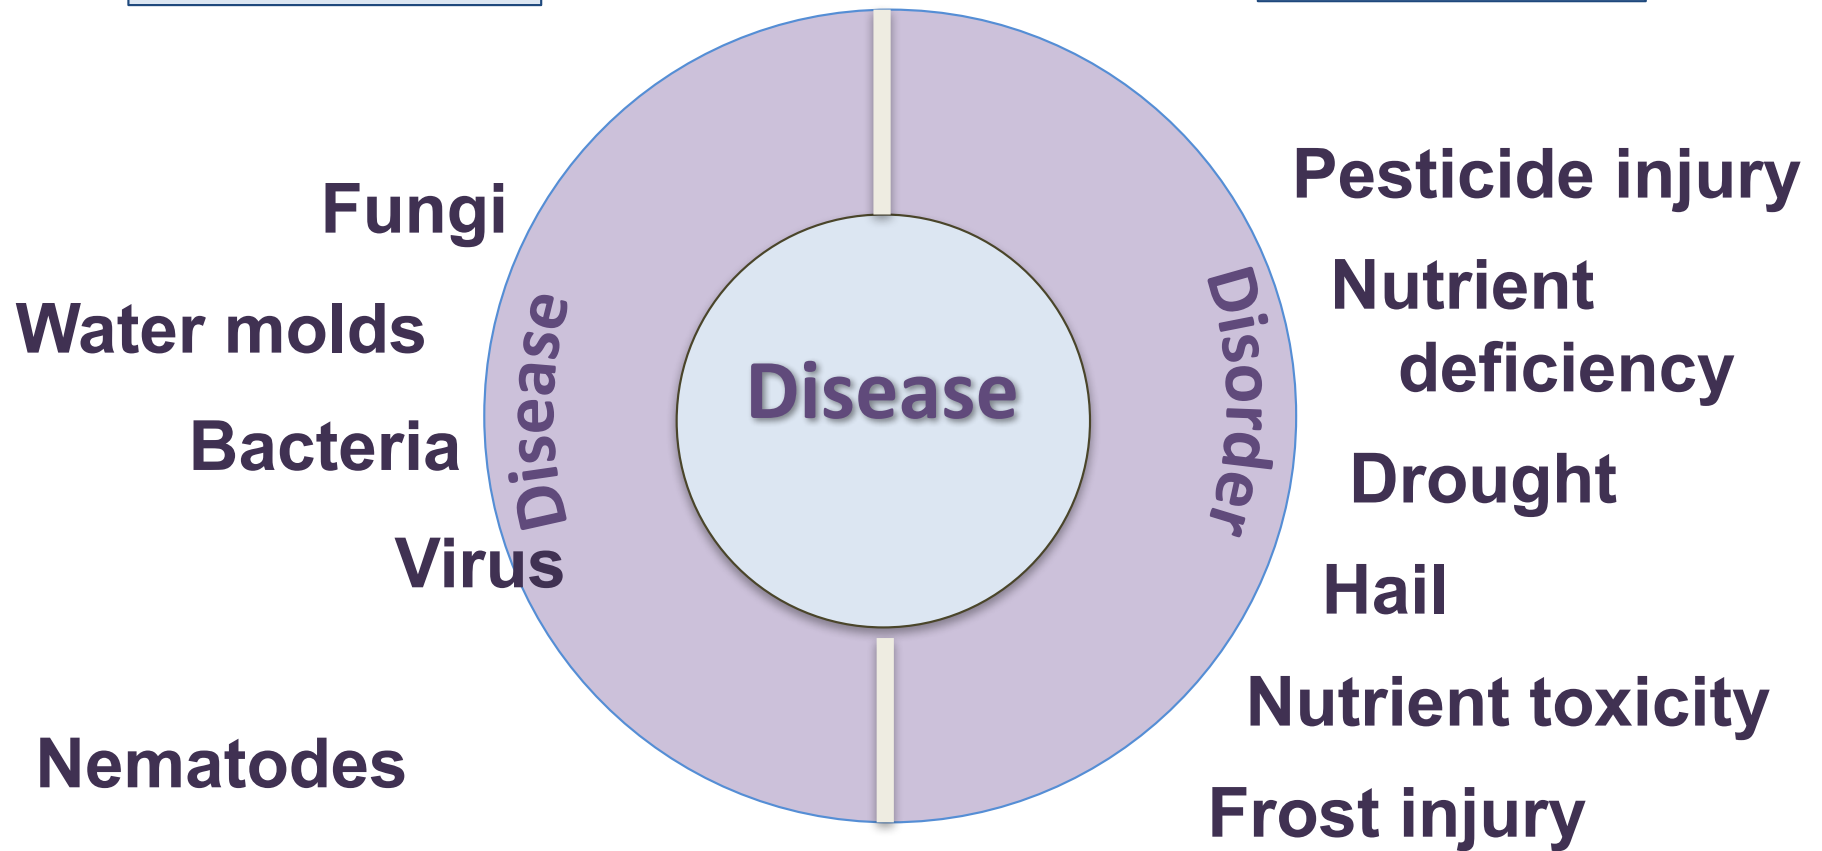 Fungi
Water molds
Bacteria
Virus
Nematodes
Disease
Disease
Disorder
Pesticide injury
Nutrient
deficiency
Drought
Hail
Nutrient toxicity
Frost injury